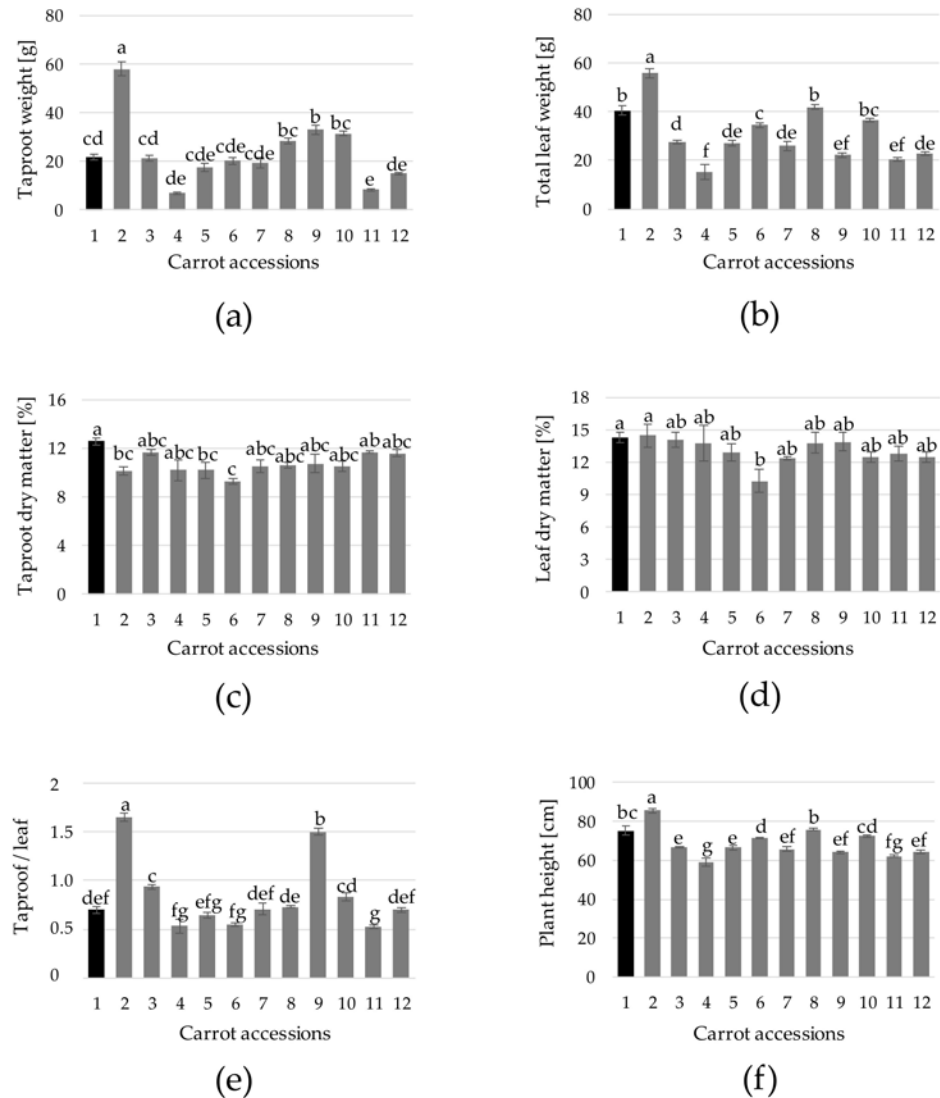 80
60
40
20
0
Taproot weight [g]
cd
a
cd
de
cde
cde
cde
bc
b
bc
e
de
1 2 3 4 5 6 7 8 9 10 11 12
Carrot accessions
(a)
80
60
40
20
0
Total leaf weight [g]
b
a
d
f
de
c
de
b
ef
bc
ef
de
1 2 3 4 5 6 7 8 9 10 11 12
Carrot accessions
(b)
16
12
8
4
0
Taproot dry matter [%]
a
bc
abc
abc
abc
c
abc
abc
abc
abc
ab
abc
1 2 3 4 5 6 7 8 9 10 11 12
Carrot accessions
(c)
18
15
12
9
6
3
0
Leaf dry matter [%]
a
a
ab
ab
ab
b
ab
ab
ab
ab
ab
ab
1 2 3 4 5 6 7 8 9 10 11 12
Carrot accessions
(d)
2
1.5
1.0
0.5
0
Taproof / leaf
def
a
c
fg
efg
fg
def
de
b
cd
g
def
1 2 3 4 5 6 7 8 9 10 11 12
Carrot accessions
(e)
100
80
60
40
20
0
Plant height [cm]
bc
a
e
g
e
d
ef
b
ef
cd
fg
ef
1 2 3 4 5 6 7 8 9 10 11 12
Carrot accessions
(f)